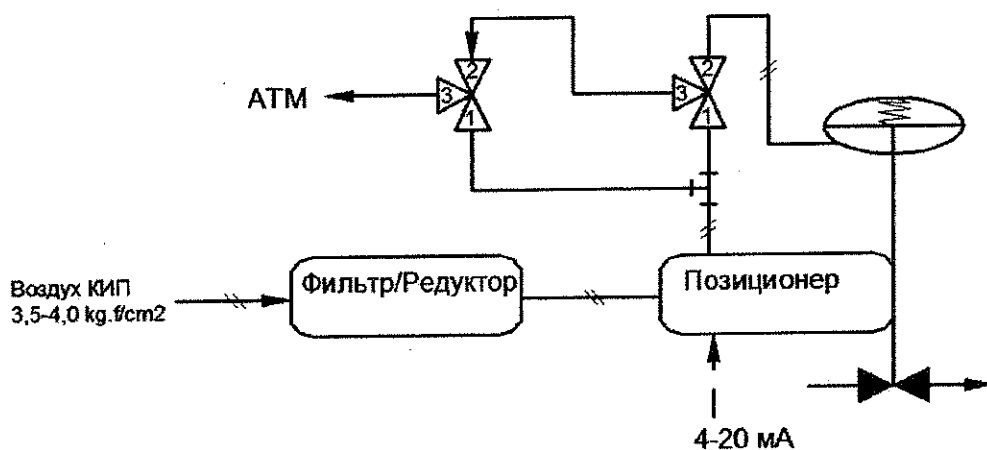 2
2
АТМ
3
3
1
1
Фильтр/Редуктор
Позиционер
Воздух КИП
3,5-4,0 kg.f/cm2
4-20 мА